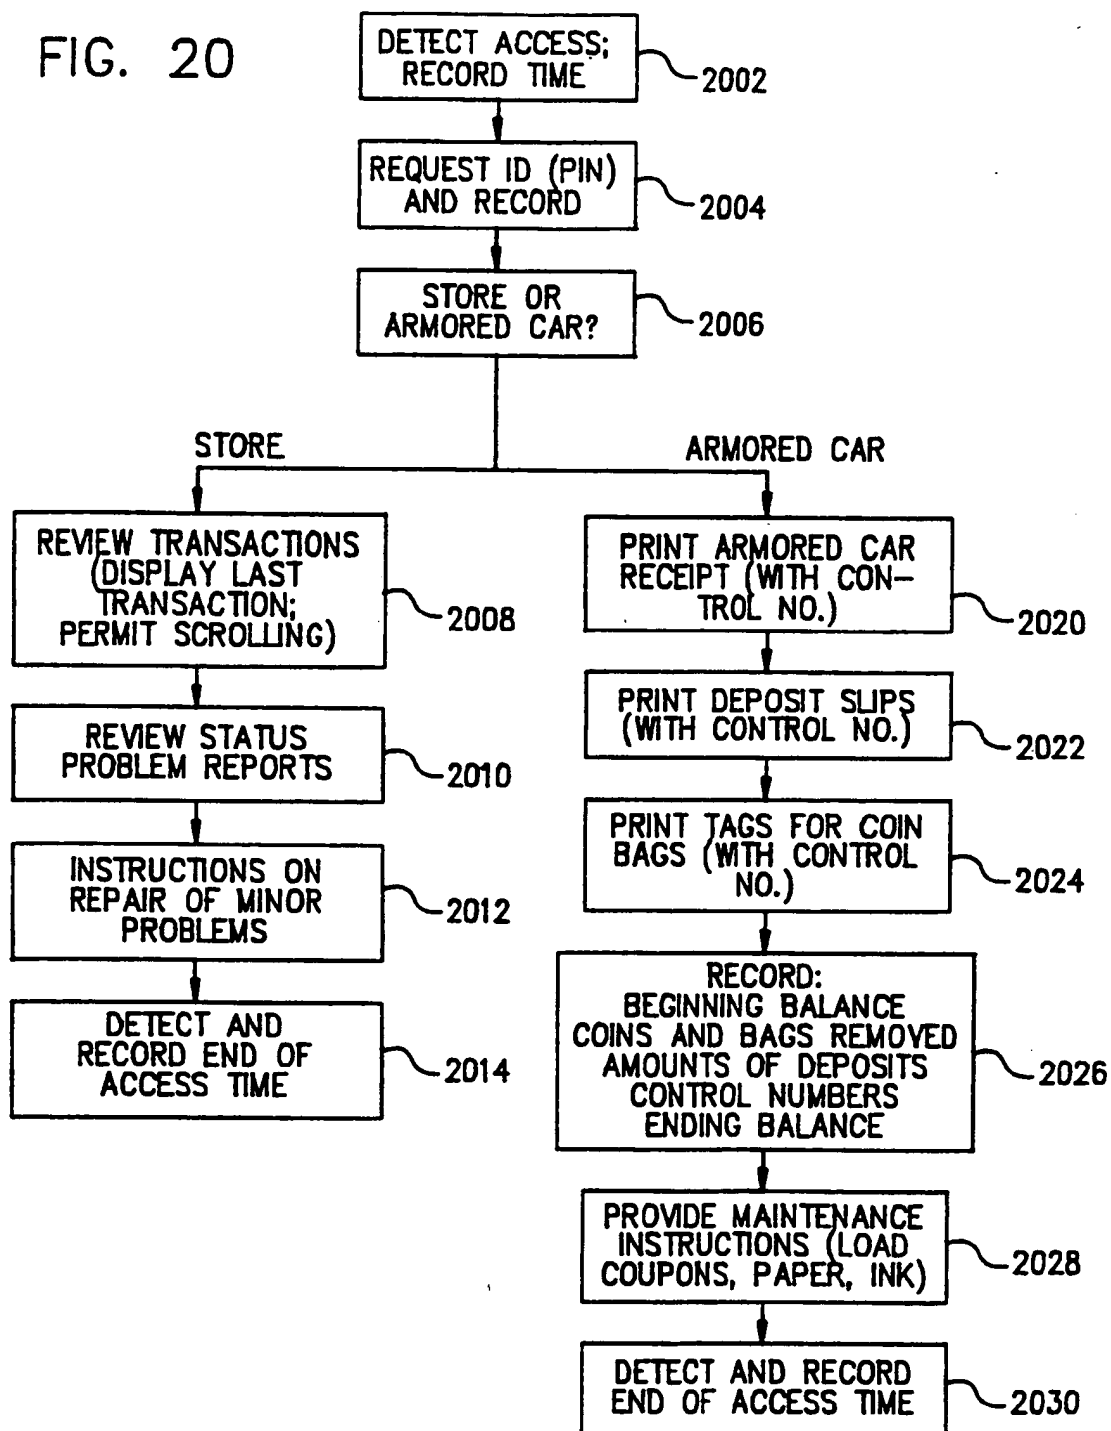 FIG. 20
DETECT ACCESS;
RECORD TIME
2002
REQUEST ID (PIN)
AND RECORD
2004
STORE OR
ARMORED CAR?
2006
STORE
ARMORED CAR
REVIEW TRANSACTIONS
(DISPLAY LAST
TRANSACTION;
PERMIT SCROLLING)
2008
REVIEW STATUS
PROBLEM REPORTS
2010
INSTRUCTIONS ON
REPAIR OF MINOR
PROBLEMS
2012
DETECT AND
RECORD END OF
ACCESS TIME
2014
PRINT ARMORED CAR
RECEIPT (WITH CON-
TROL NO.)
2020
PRINT DEPOSIT SLIPS
(WITH CONTROL NO.)
2022
PRINT TAGS FOR COIN
BAGS (WITH CONTROL
NO.)
2024
RECORD:
BEGINNING BALANCE
COINS AND BAGS REMOVED
AMOUNTS OF DEPOSITS
CONTROL NUMBERS
ENDING BALANCE
2026
PROVIDE MAINTENANCE
INSTRUCTIONS (LOAD
COUPONS, PAPER, INK)
2028
DETECT AND RECORD
END OF ACCESS TIME
2030